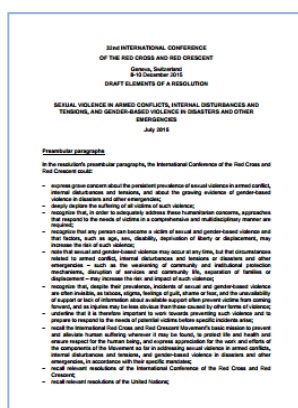 32nd INTERNATIONAL CONFERENCE
OF THE RED CROSS AND RED CRESCENT
Geneva, Switzerland
8-10 December 2015
DRAFT ELEMENTS OF A RESOLUTION
SEXUAL VIOLENCE IN ARMED CONFLICTS, INTERNAL DISTURBANCES AND
TENSIONS, AND GENDER-BASED VIOLENCE IN DISASTERS AND OTHER
EMERGENCIES
July 2015
Preambular paragraphs
In the resolution's preambular paragraphs, the International Conference of the Red Cross and
Red Crescent could:
– express grave concern about the persistent prevalence of sexual violence in armed conflict,
internal disturbances and tensions, and about the growing evidence of gender-based
violence in disasters and other emergencies;
– deeply deplore the suffering of all victims of such violence;
– recognize that, in order to adequately address these humanitarian concerns, approaches
that respond to the needs of victims in a comprehensive and multidisciplinary manner are
required;
– recognize that any person can become a victim of sexual and gender-based violence and
that factors, such as age, sex, disability, deprivation of liberty or displacement, may
increase the risk of such violence;
– note that sexual and gender-based violence may occur at any time, but that circumstances
related to armed conflict, internal disturbances and tensions or disasters and other
emergencies – such as the weakening of community and institutional protection
mechanisms, disruption of services and community life, separation of families or
displacement – may increase the risk and impact of such violence;
– recognize that, despite their prevalence, incidents of sexual and gender-based violence
are often invisible, as taboos, stigma, feelings of guilt, shame or fear, and the unavailability
of support or lack of information about available support often prevent victims from coming
forward, and as injuries may be less obvious than those caused by other forms of violence;
– underline that it is therefore important to work towards preventing such violence and to
prepare to respond to the needs of potential victims before specific incidents arise;
– recall the International Red Cross and Red Crescent Movement's basic mission to prevent
and alleviate human suffering wherever it may be found, to protect life and health and
ensure respect for the human being, and express appreciation for the work and efforts of
the components of the Movement so far in addressing sexual violence in armed conflicts,
internal disturbances and tensions, and gender-based violence in disasters and other
emergencies, in accordance with their specific mandates;
– recall relevant resolutions of the International Conference of the Red Cross and Red
Crescent;
– recall relevant resolutions of the United Nations;